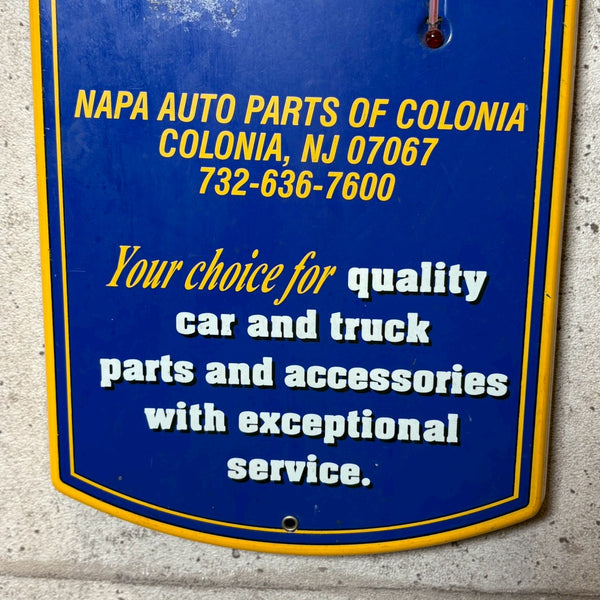 NAPA AUTO PARTS OF COLONIA
COLONIA, NJ 07067
732-636-7600
Your choice for quality
car and truck
parts and accessories
with exceptional
service.